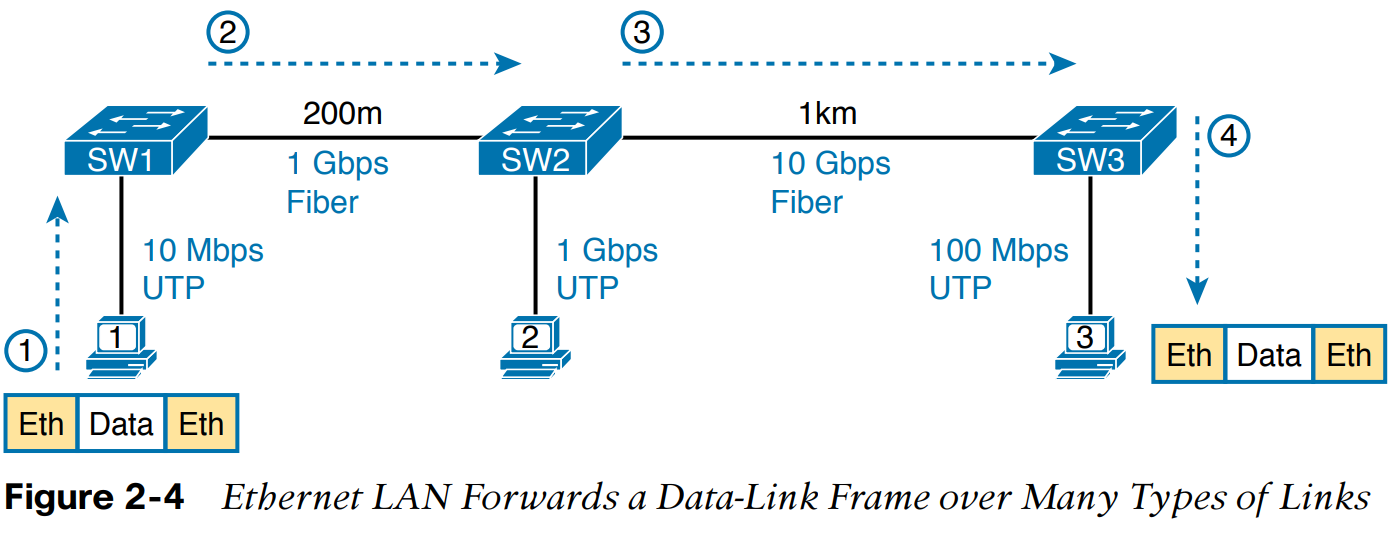 2
3
200m
1km
4
SW1
SW2
SW3
1 Gbps
Fiber
10 Gbps
Fiber
10 Mbps
UTP
1 Gbps
UTP
100 Mbps
UTP
1
1
2
3
Eth Data Eth
Eth Data Eth
Figure 2-4 Ethernet LAN Forwards a Data-Link Frame over Many Types of Links